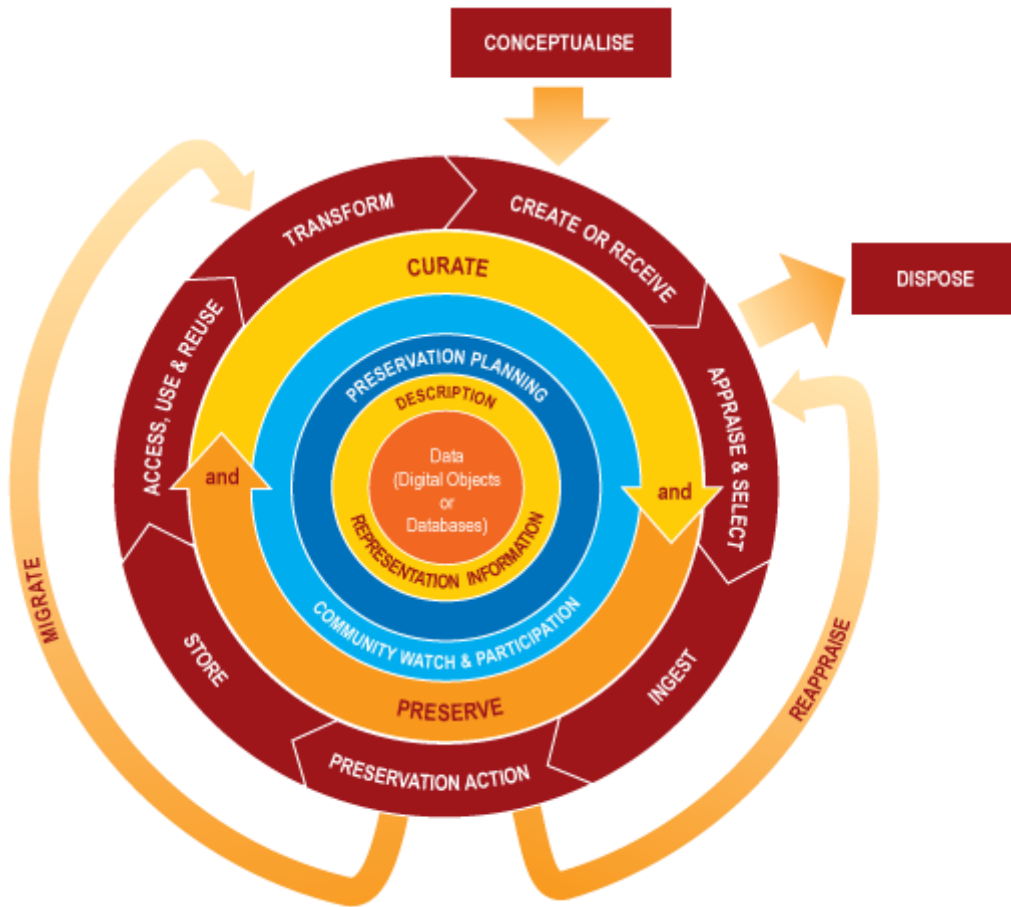 CONCEPTUALISE
CREATE OR RECEIVE
DISPOSE
APPRAISE & SELECT
REAPPRAISE
INGEST
PRESERVATION ACTION
MIGRATE
STORE
ACCESS, USE & REUSE
TRANSFORM
CURATE
and
PRESERVE
and
COMMUNITY WATCH & PARTICIPATION
PRESERVATION PLANNING
DESCRIPTION
REPRESENTATION INFORMATION
Data
(Digital Objects
or
Databases)